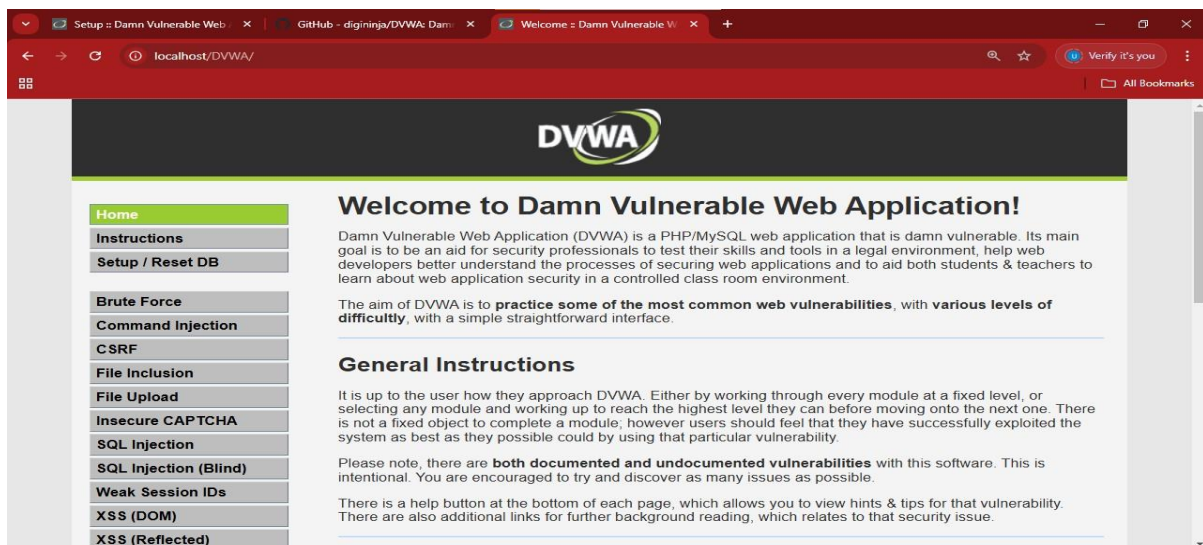 Setup :: Damn Vulnerable Web
GitHub - digininja/DVWA: Damn
Welcome :: Damn Vulnerable W
localhost/DVWA/
Verify it's you
All Bookmarks
DVWA
Home
Instructions
Setup / Reset DB
Brute Force
Command Injection
CSRF
File Inclusion
File Upload
Insecure CAPTCHA
SQL Injection
SQL Injection (Blind)
Weak Session IDs
XSS (DOM)
XSS (Reflected)
Welcome to Damn Vulnerable Web Application!
Damn Vulnerable Web Application (DVWA) is a PHP/MySQL web application that is damn vulnerable. Its main
goal is to be an aid for security professionals to test their skills and tools in a legal environment, help web
developers better understand the processes of securing web applications and to aid both students & teachers to
learn about web application security in a controlled class room environment.
The aim of DVWA is to practice some of the most common web vulnerabilities, with various levels of
difficultly, with a simple straightforward interface.
General Instructions
It is up to the user how they approach DVWA. Either by working through every module at a fixed level, or
selecting any module and working up to reach the highest level they can before moving onto the next one. There
is not a fixed object to complete a module; however users should feel that they have successfully exploited the
system as best as they possible could by using that particular vulnerability.
Please note, there are both documented and undocumented vulnerabilities with this software. This is
intentional. You are encouraged to try and discover as many issues as possible.
There is a help button at the bottom of each page, which allows you to view hints & tips for that vulnerability.
There are also additional links for further background reading, which relates to that security issue.